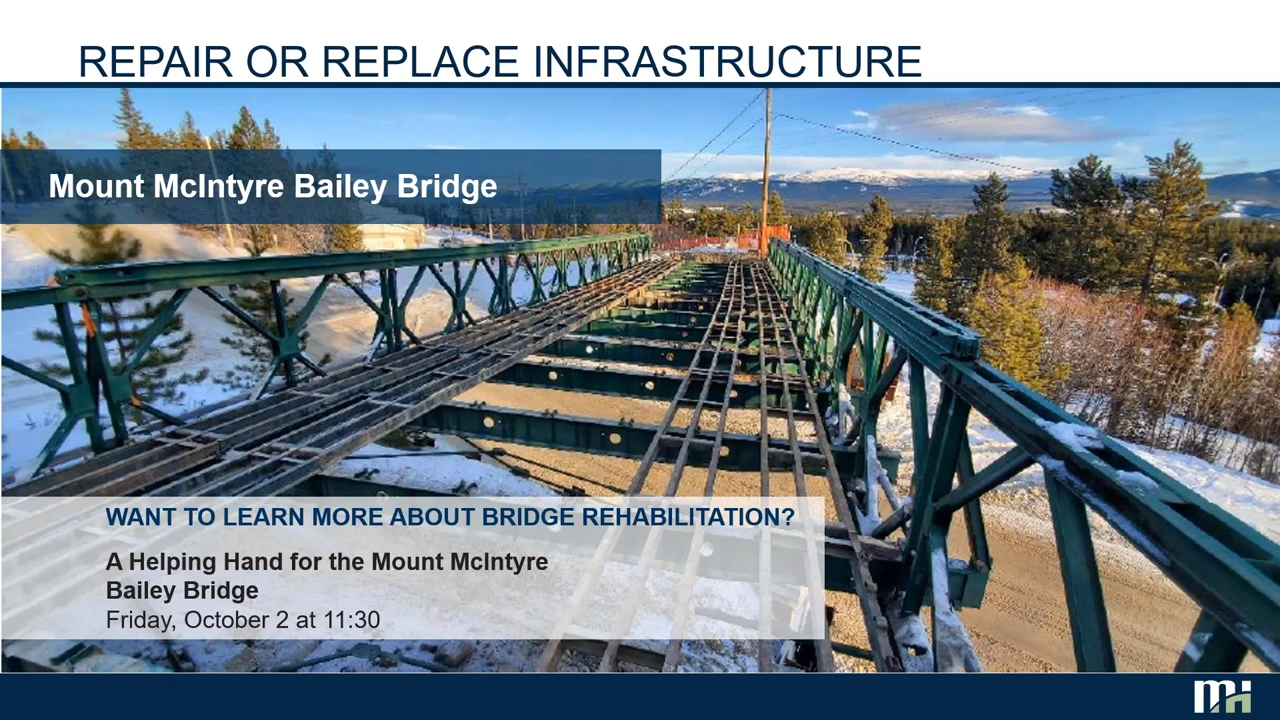 REPAIR OR REPLACE INFRASTRUCTURE
Mount McIntyre Bailey Bridge
WANT TO LEARN MORE ABOUT BRIDGE REHABILITATION?
A Helping Hand for the Mount McIntyre
Bailey Bridge
Friday, October 2 at 11:30
mh